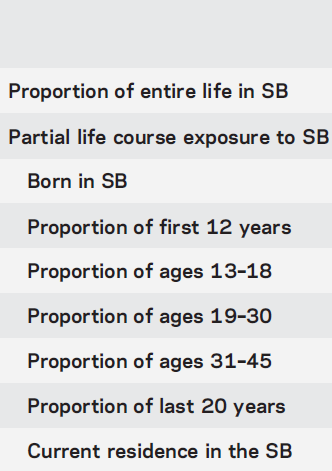 Proportion of entire life in SB
Partial life course exposure to SB
Born in SB
Proportion of first 12 years
Proportion of ages 13–18
Proportion of ages 19–30
Proportion of ages 31–45
Proportion of last 20 years
Current residence in the SB